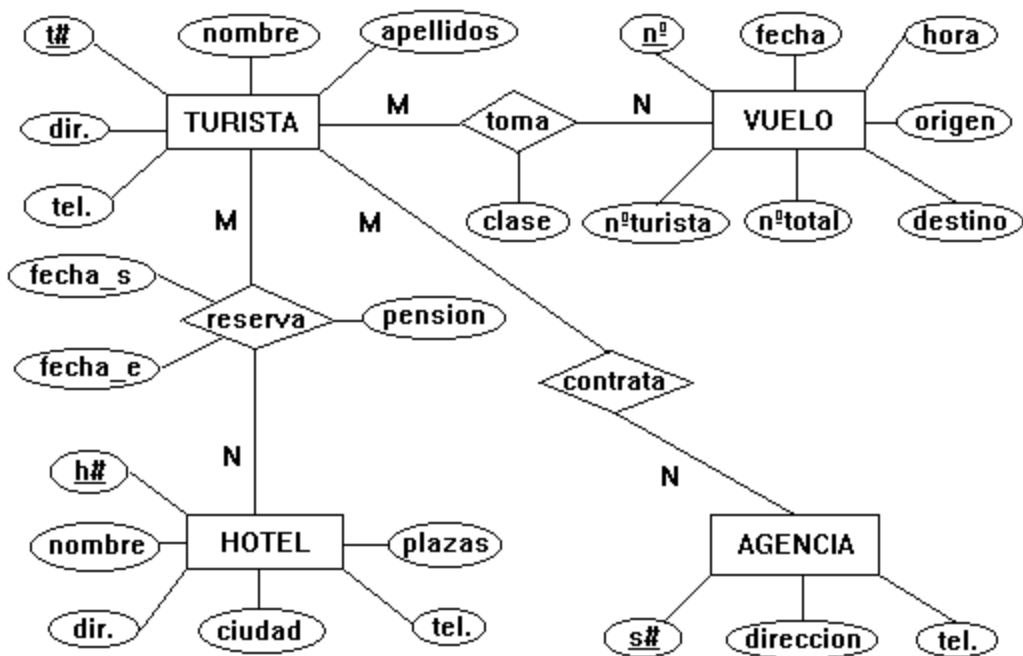 t#
nombre
apellidos
nº
fecha
hora
dir.
TURISTA
M
toma
N
VUELO
origen
tel.
M
M
clase
nºturista
nºtotal
destino
fecha_s
reserva
pension
fecha_e
contrata
h#
N
N
nombre
HOTEL
plazas
AGENCIA
dir.
ciudad
tel.
s#
direccion
tel.